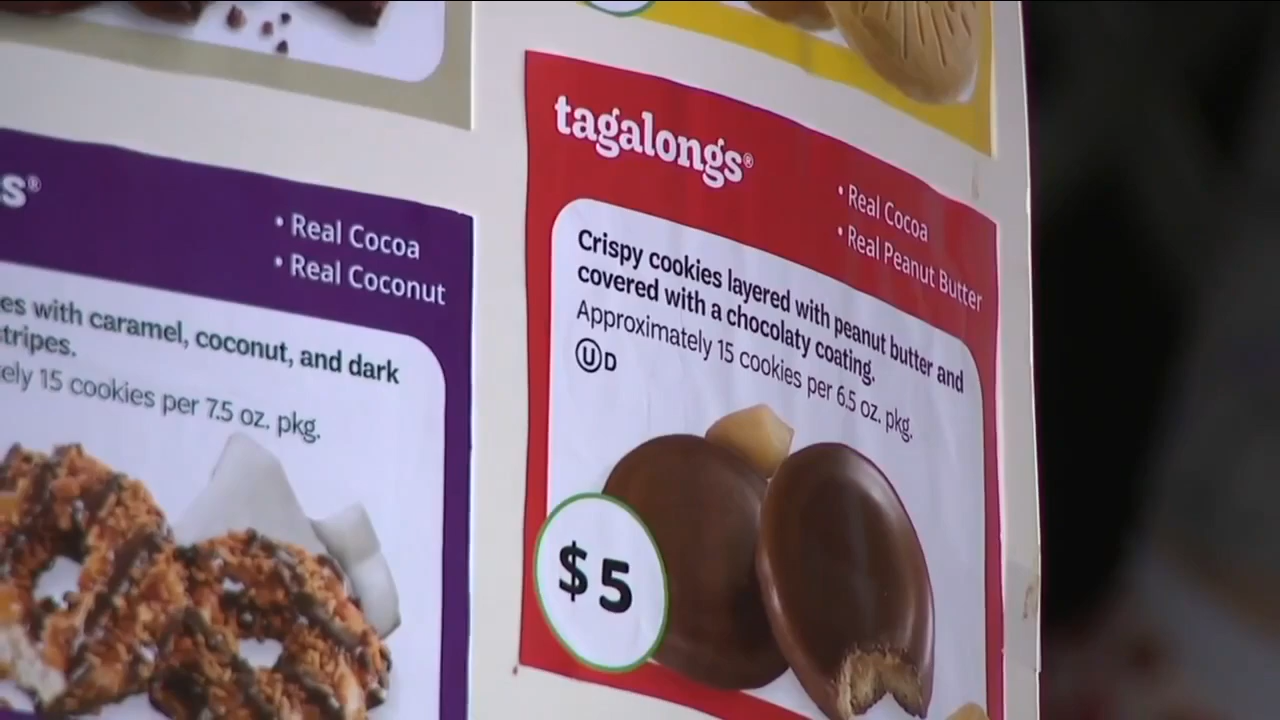 s®
• Real Cocoa
• Real Coconut
es with caramel, coconut, and dark
stripes.
ely 15 cookies per 7.5 oz. pkg.
tagalongs®
• Real Cocoa
• Real Peanut Butter
Crispy cookies layered with peanut butter and
covered with a chocolaty coating.
Approximately 15 cookies per 6.5 oz. pkg.
U D
$5